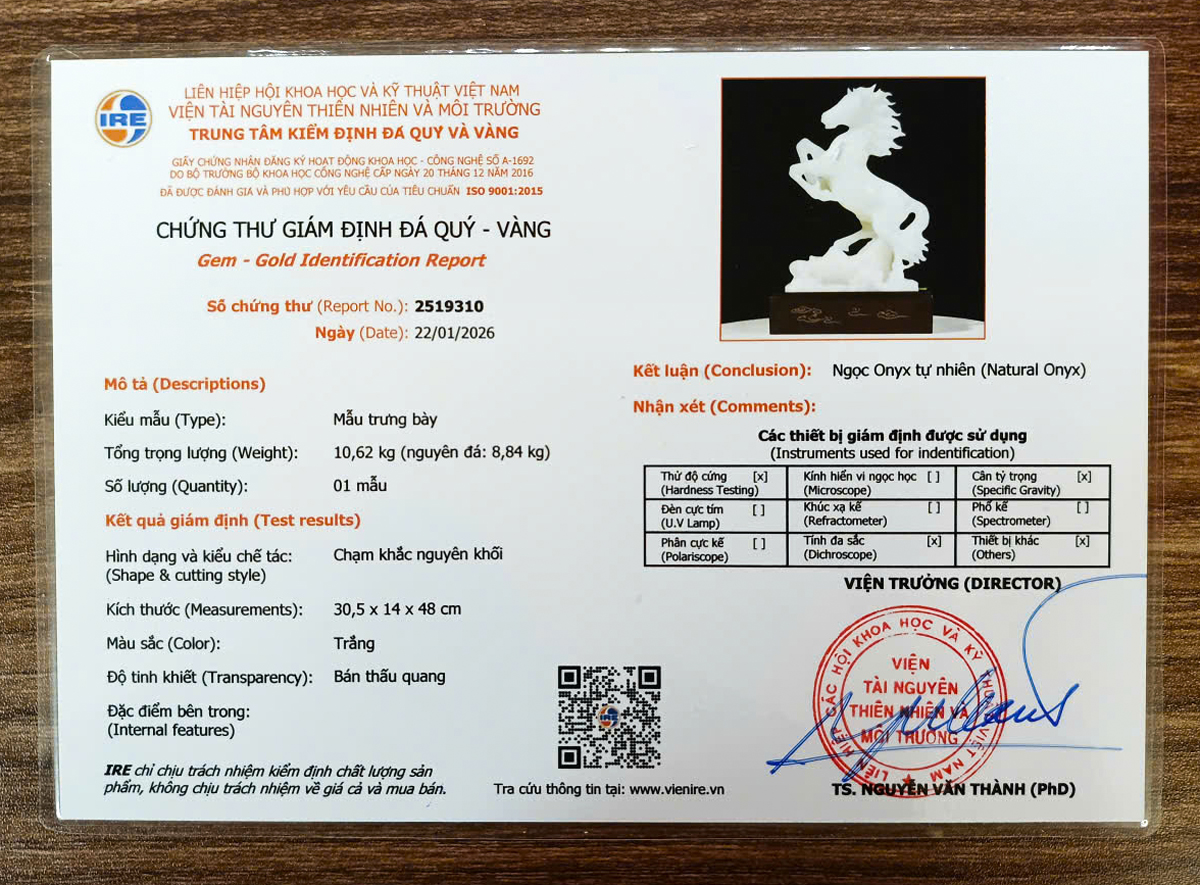 IRE
LIÊN HIỆP HỘI KHOA HỌC VÀ KỸ THUẬT VIỆT NAM
VIỆN TÀI NGUYÊN THIÊN NHIÊN VÀ MÔI TRƯỜNG
TRUNG TÂM KIỂM ĐỊNH ĐÁ QUÝ VÀ VÀNG
GIẤY CHỨNG NHẬN ĐĂNG KÝ HOẠT ĐỘNG KHOA HỌC - CÔNG NGHỆ SỐ A-1692
DO BỘ TRƯỞNG BỘ KHOA HỌC CÔNG NGHỆ CẤP NGÀY 20 THÁNG 12 NĂM 2016
ĐÃ ĐƯỢC ĐÁNH GIA VÀ PHÙ HỢP VỚI YÊU CẦU CỦA TIÊU CHUẨN ISO 9001:2015
CHỨNG THƯ GIÁM ĐỊNH ĐÁ QUÝ - VÀNG
Gem - Gold Identification Report
Số chứng thư (Report No.): 2519310
Ngày (Date): 22/01/2026
Mô tả (Descriptions)
Kiểu mẫu (Type): Mẫu trưng bày
Tổng trọng lượng (Weight): 10,62 kg (nguyên đá: 8,84 kg)
Số lượng (Quantity): 01 mẫu
Kết quả giám định (Test results)
Hình dạng và kiểu chế tác: Chạm khắc nguyên khối
(Shape & cutting style)
Kích thước (Measurements): 30,5 x 14 x 48 cm
Màu sắc (Color): Trắng
Độ tinh khiết (Transparency): Bán thấu quang
Đặc điểm bên trong:
(Internal features)
IRE chỉ chịu trách nhiệm kiểm định chất lượng sản
phẩm, không chịu trách nhiệm về giá cả và mua bán.
IRE
Tra cứu thông tin tại: www.vienire.vn
Kết luận (Conclusion): Ngọc Onyx tự nhiên (Natural Onyx)
Nhận xét (Comments):
Các thiết bị giám định được sử dụng
(Instruments used for indentification)
Thử độ cứng [x] Kính hiển vi ngọc học [ ] Cân tỷ trọng [x]
(Hardness Testing) (Microscope) (Specific Gravity)
Đèn cực tím [ ] Khúc xạ kế [ ] Phổ kế [ ]
(U.V Lamp) (Refractometer) (Spectrometer)
Phân cực kế [ ] Tính đa sắc [x] Thiết bị khác [x]
(Polariscope) (Dichroscope) (Others)
VIỆN TRƯỞNG (DIRECTOR)
LIÊN HIỆP CÁC HỘI KHOA HỌC VÀ KỸ THUẬT VIỆT NAM
VIỆN
TÀI NGUYÊN
THIÊN NHIÊN VÀ
MÔI TRƯỜNG
TS. NGUYỄN VĂN THÀNH (PhD)